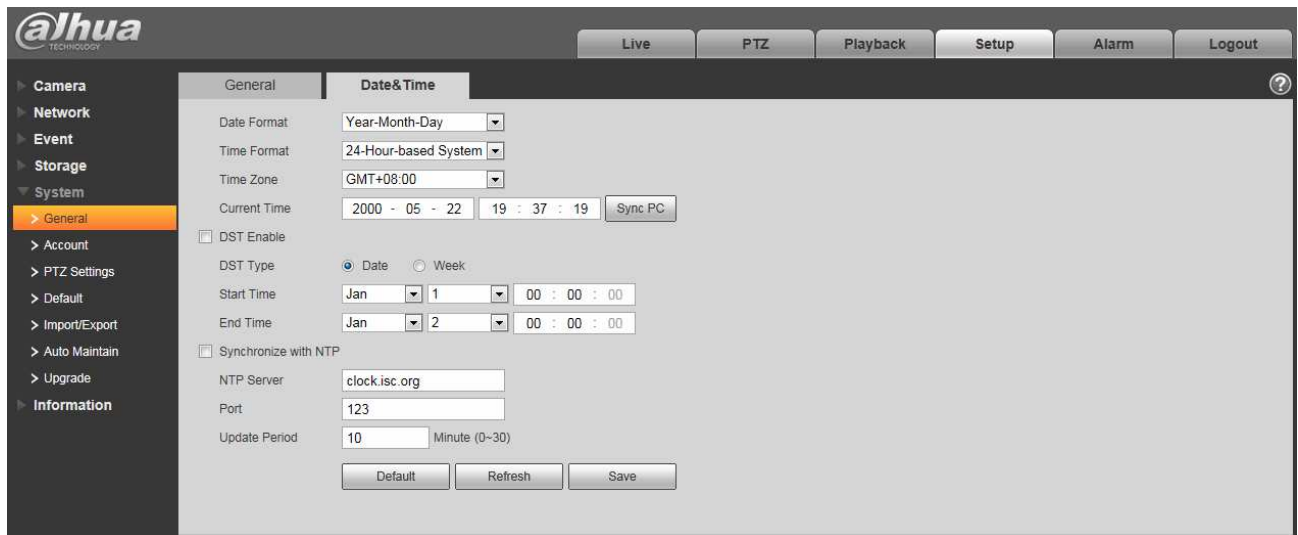 alhua
TECHNOLOGY
Live PTZ Playback Setup Alarm Logout
Camera
Network
Event
Storage
System
> General
> Account
> PTZ Settings
> Default
> Import/Export
> Auto Maintain
> Upgrade
Information
General Date&Time
?
Date Format Year-Month-Day
Time Format 24-Hour-based System
Time Zone GMT+08:00
Current Time 2000 - 05 - 22 19 : 37 : 19 Sync PC
DST Enable
DST Type Date Week
Start Time Jan 1 00 : 00 : 00
End Time Jan 2 00 : 00 : 00
Synchronize with NTP
NTP Server clock.isc.org
Port 123
Update Period 10 Minute (0~30)
Default Refresh Save